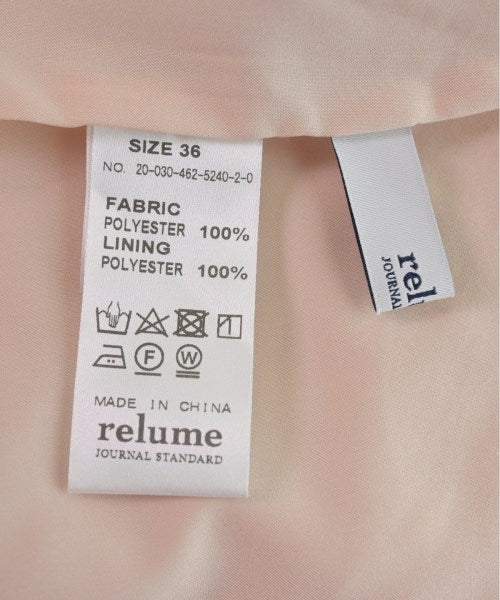 SIZE 36
NO. 20-030-462-5240-2-0
FABRIC
POLYESTER 100%
LINING
POLYESTER 100%
F W
MADE IN CHINA
relume
JOURNAL STANDARD
relume
JOURNAL